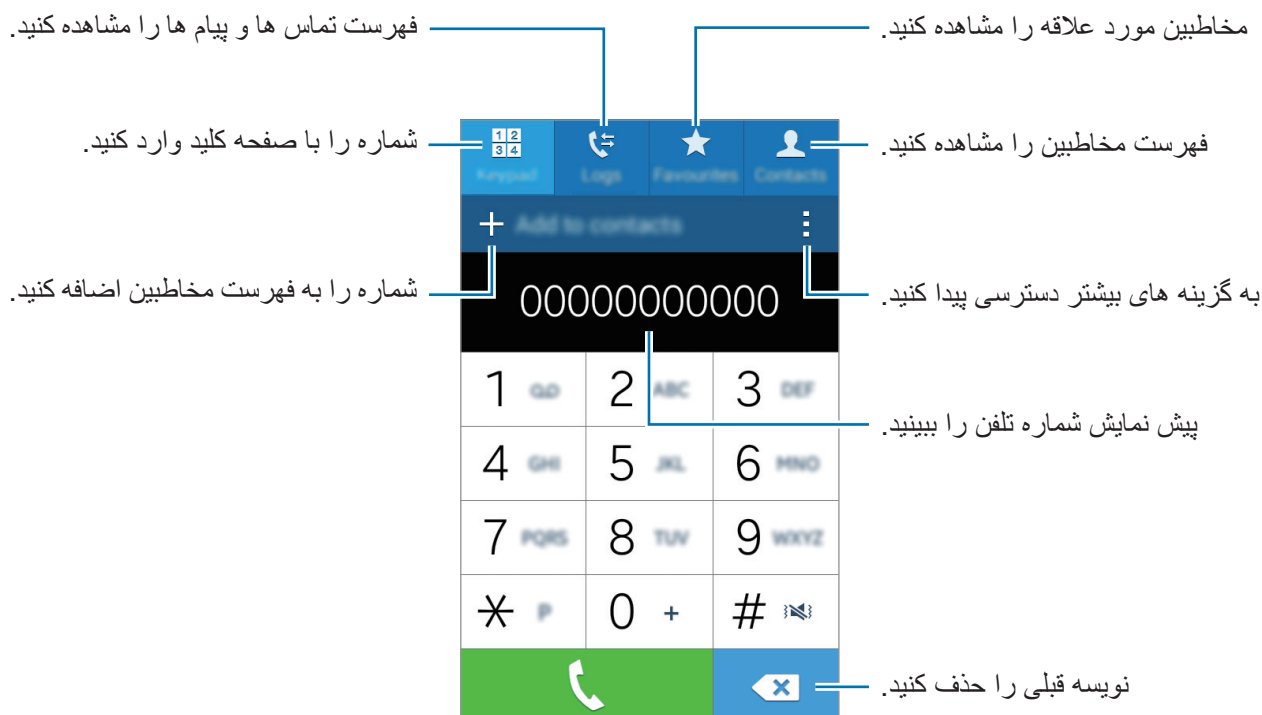 فهرست تماس ها و پیام ها را مشاهده کنید.
مخاطبین مورد علاقه را مشاهده کنید.
شماره را با صفحه کلید وارد کنید.
فهرست مخاطبین را مشاهده کنید.
1 2
3 4
Keypad Logs Favourites Contacts
Add to contacts
شماره را به فهرست مخاطبین اضافه کنید.
به گزینه های بیشتر دسترسی پیدا کنید.
00000000000
1 2 ABC 3 DEF
پیش نمایش شماره تلفن را ببینید.
4 GHI 5 JKL 6 MNO
7 PQRS 8 TUV 9 WXYZ
* P 0 + #
نویسه قبلی را حذف کنید.